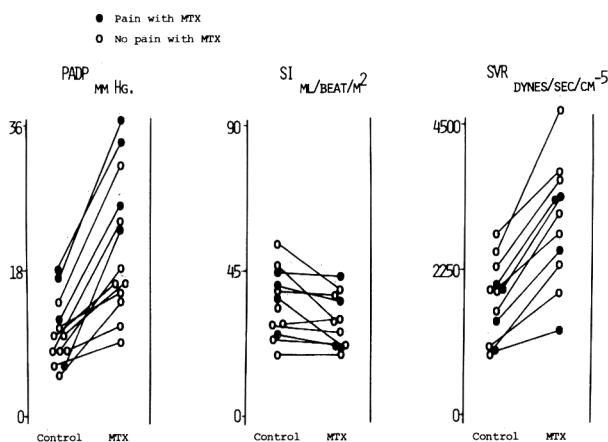 Pain with MTX
No pain with MTX
PADP MM HG.
SI ML/BEAT/M2
SVR DYNES/SEC/CM-5
36
18
0
Control MTX
90
45
0
Control MTX
4500
2250
0
Control MTX